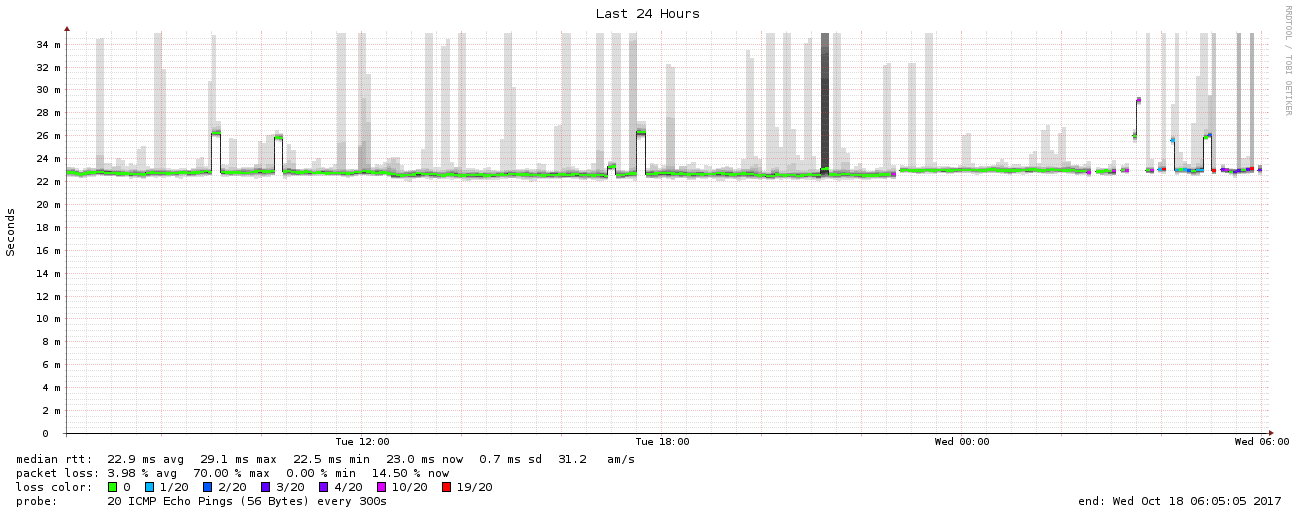 Last 24 Hours
RRDTOOL / TOBI OETIKER
Seconds
34 m
32 m
30 m
28 m
26 m
24 m
22 m
20 m
18 m
16 m
14 m
12 m
10 m
8 m
6 m
4 m
2 m
0
Tue 12:00 Tue 18:00 Wed 00:00 Wed 06:00
median rtt: 22.9 ms avg 29.1 ms max 22.5 ms min 23.0 ms now 0.7 ms sd 31.2 am/s
packet loss: 3.98 % avg 70.00 % max 0.00 % min 14.50 % now
loss color: 0 1/20 2/20 3/20 4/20 10/20 19/20
probe: 20 ICMP Echo Pings (56 Bytes) every 300s end: Wed Oct 18 06:05:05 2017